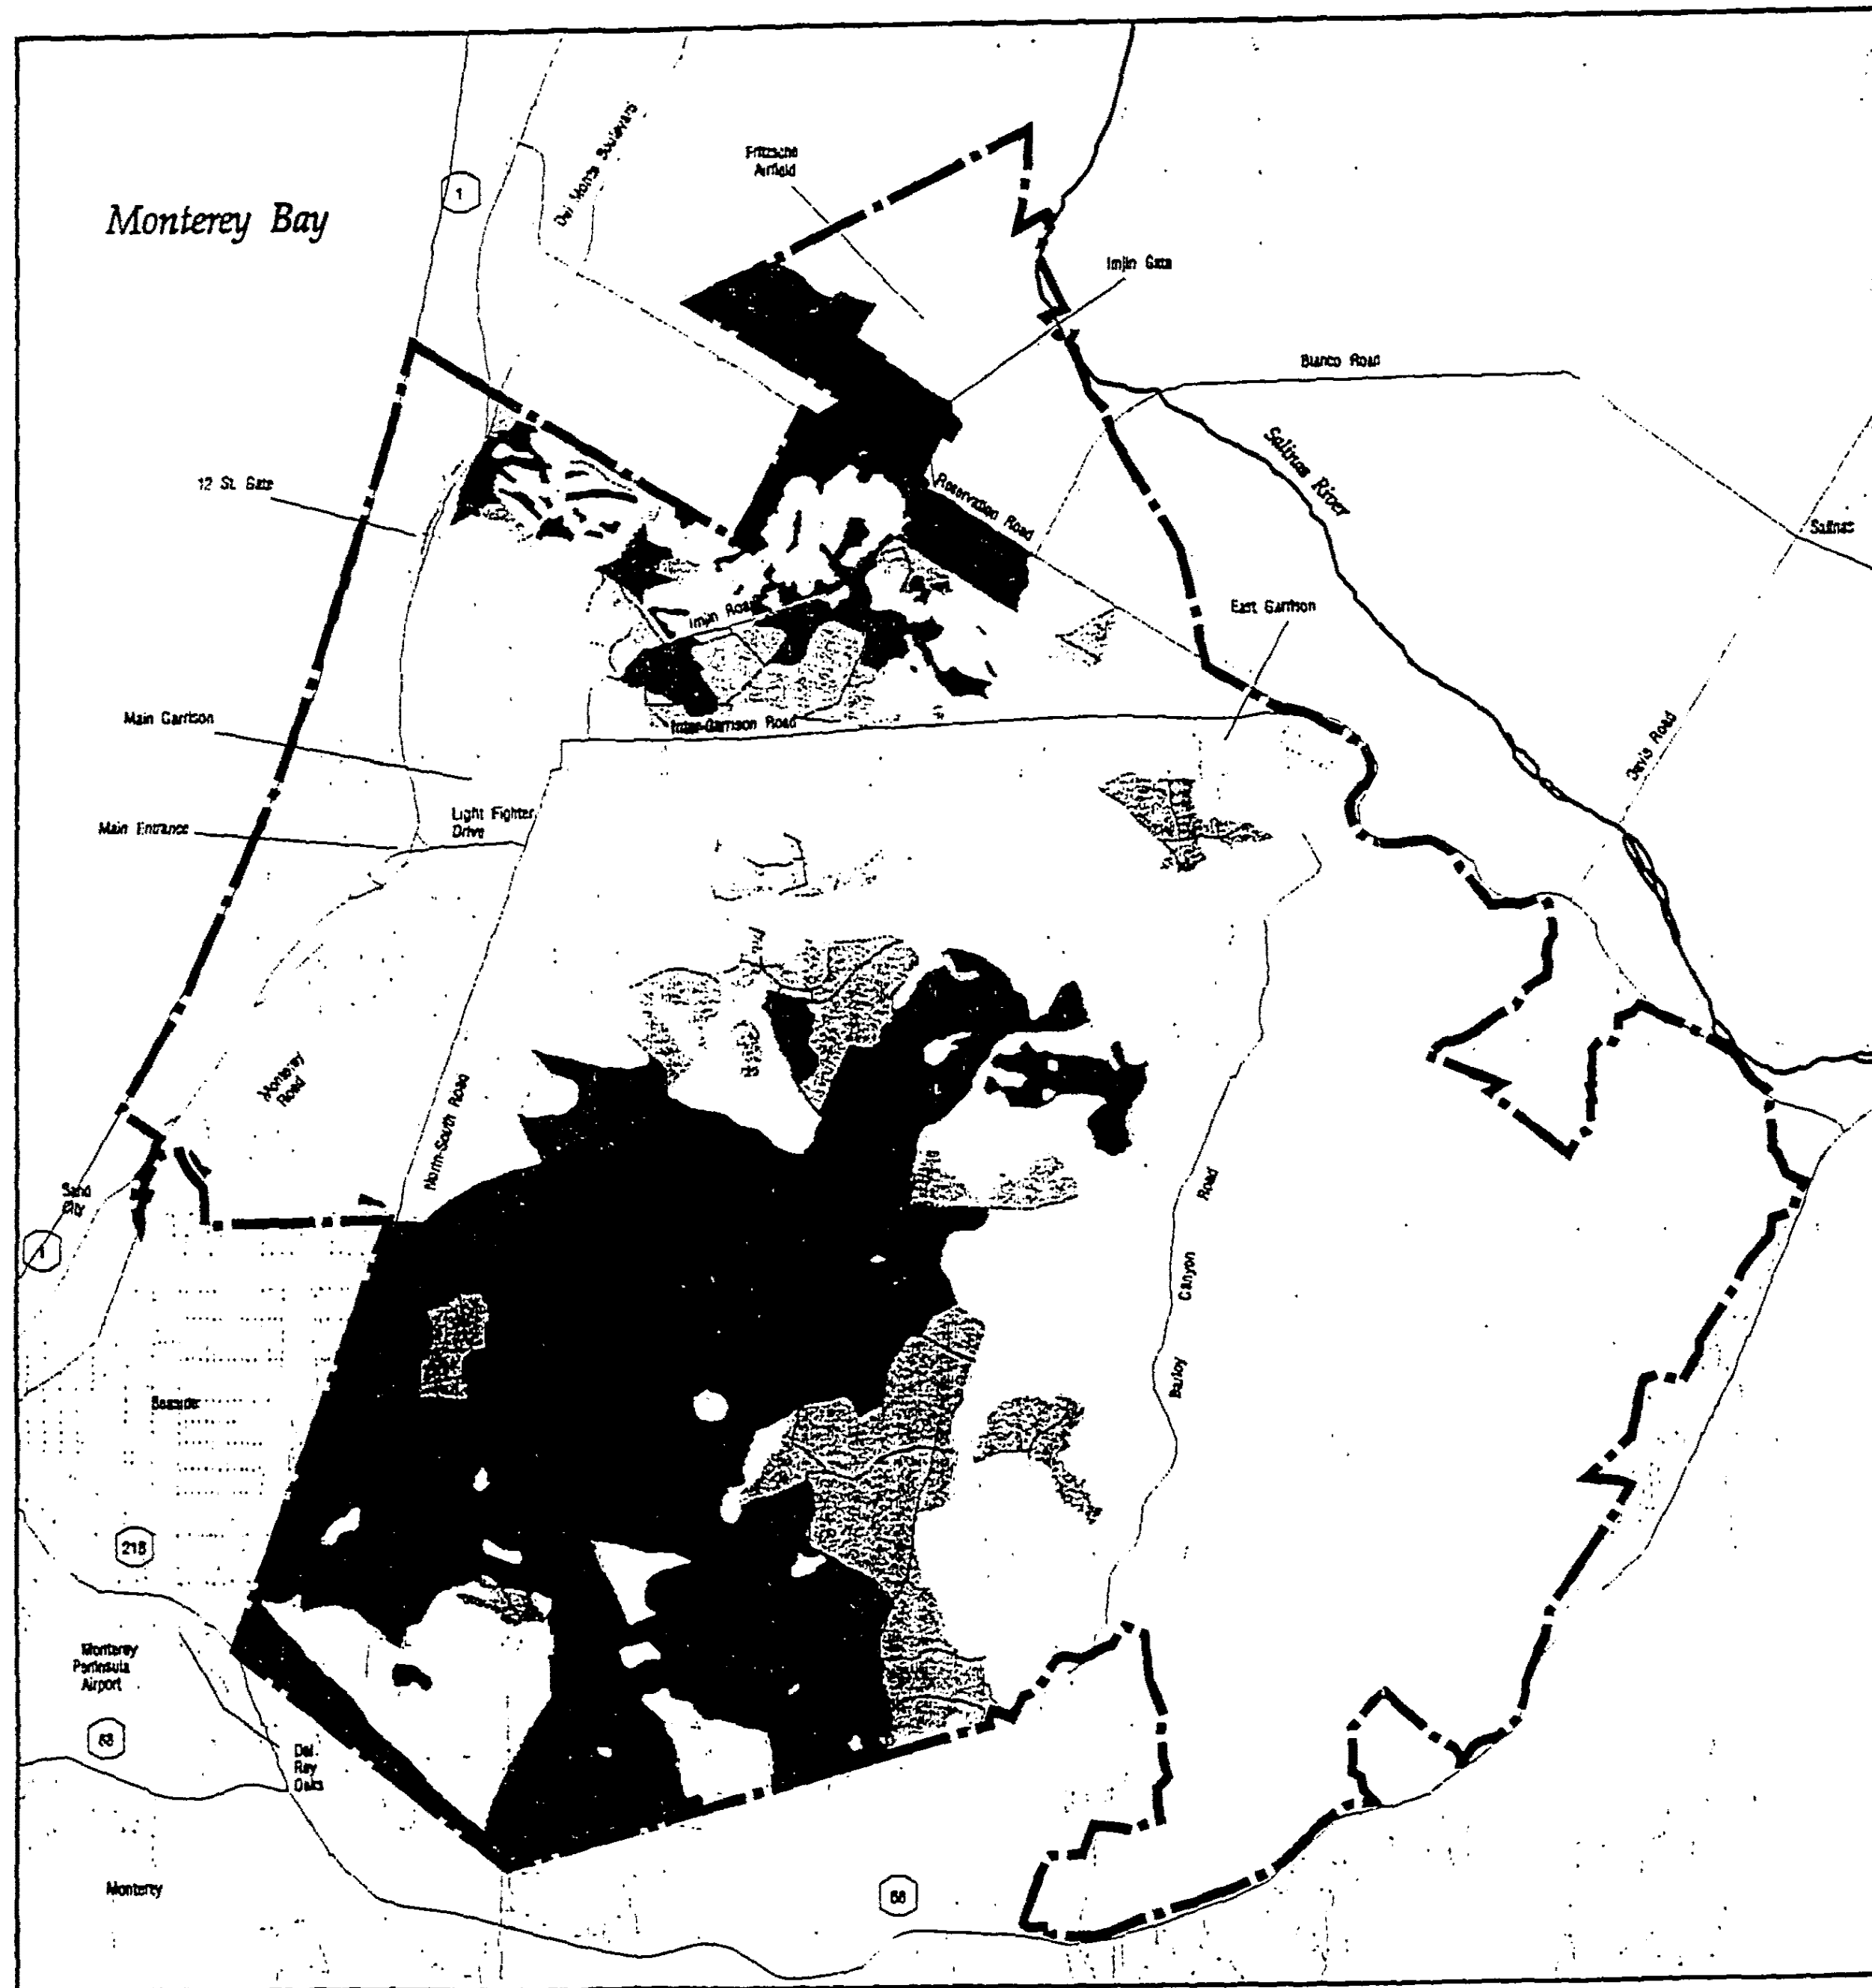 Del Monte Boulevard
Fritzsche
Airfield
1
Monterey Bay
Imjin Gate
Blanco Road
Salinas River
12 St. Gate
Reservation Road
Salinas
Imjin Road
East Garrison
Main Garrison
Inter-Garrison Road
Davis Road
Light Fighter
Drive
Main Entrance
Monterey
Road
North-South Road
Sand
City
1
Barloy Canyon Road
Seaside
218
Monterey
Peninsula
Airport
68
Del
Rey
Oaks
Monterey
68